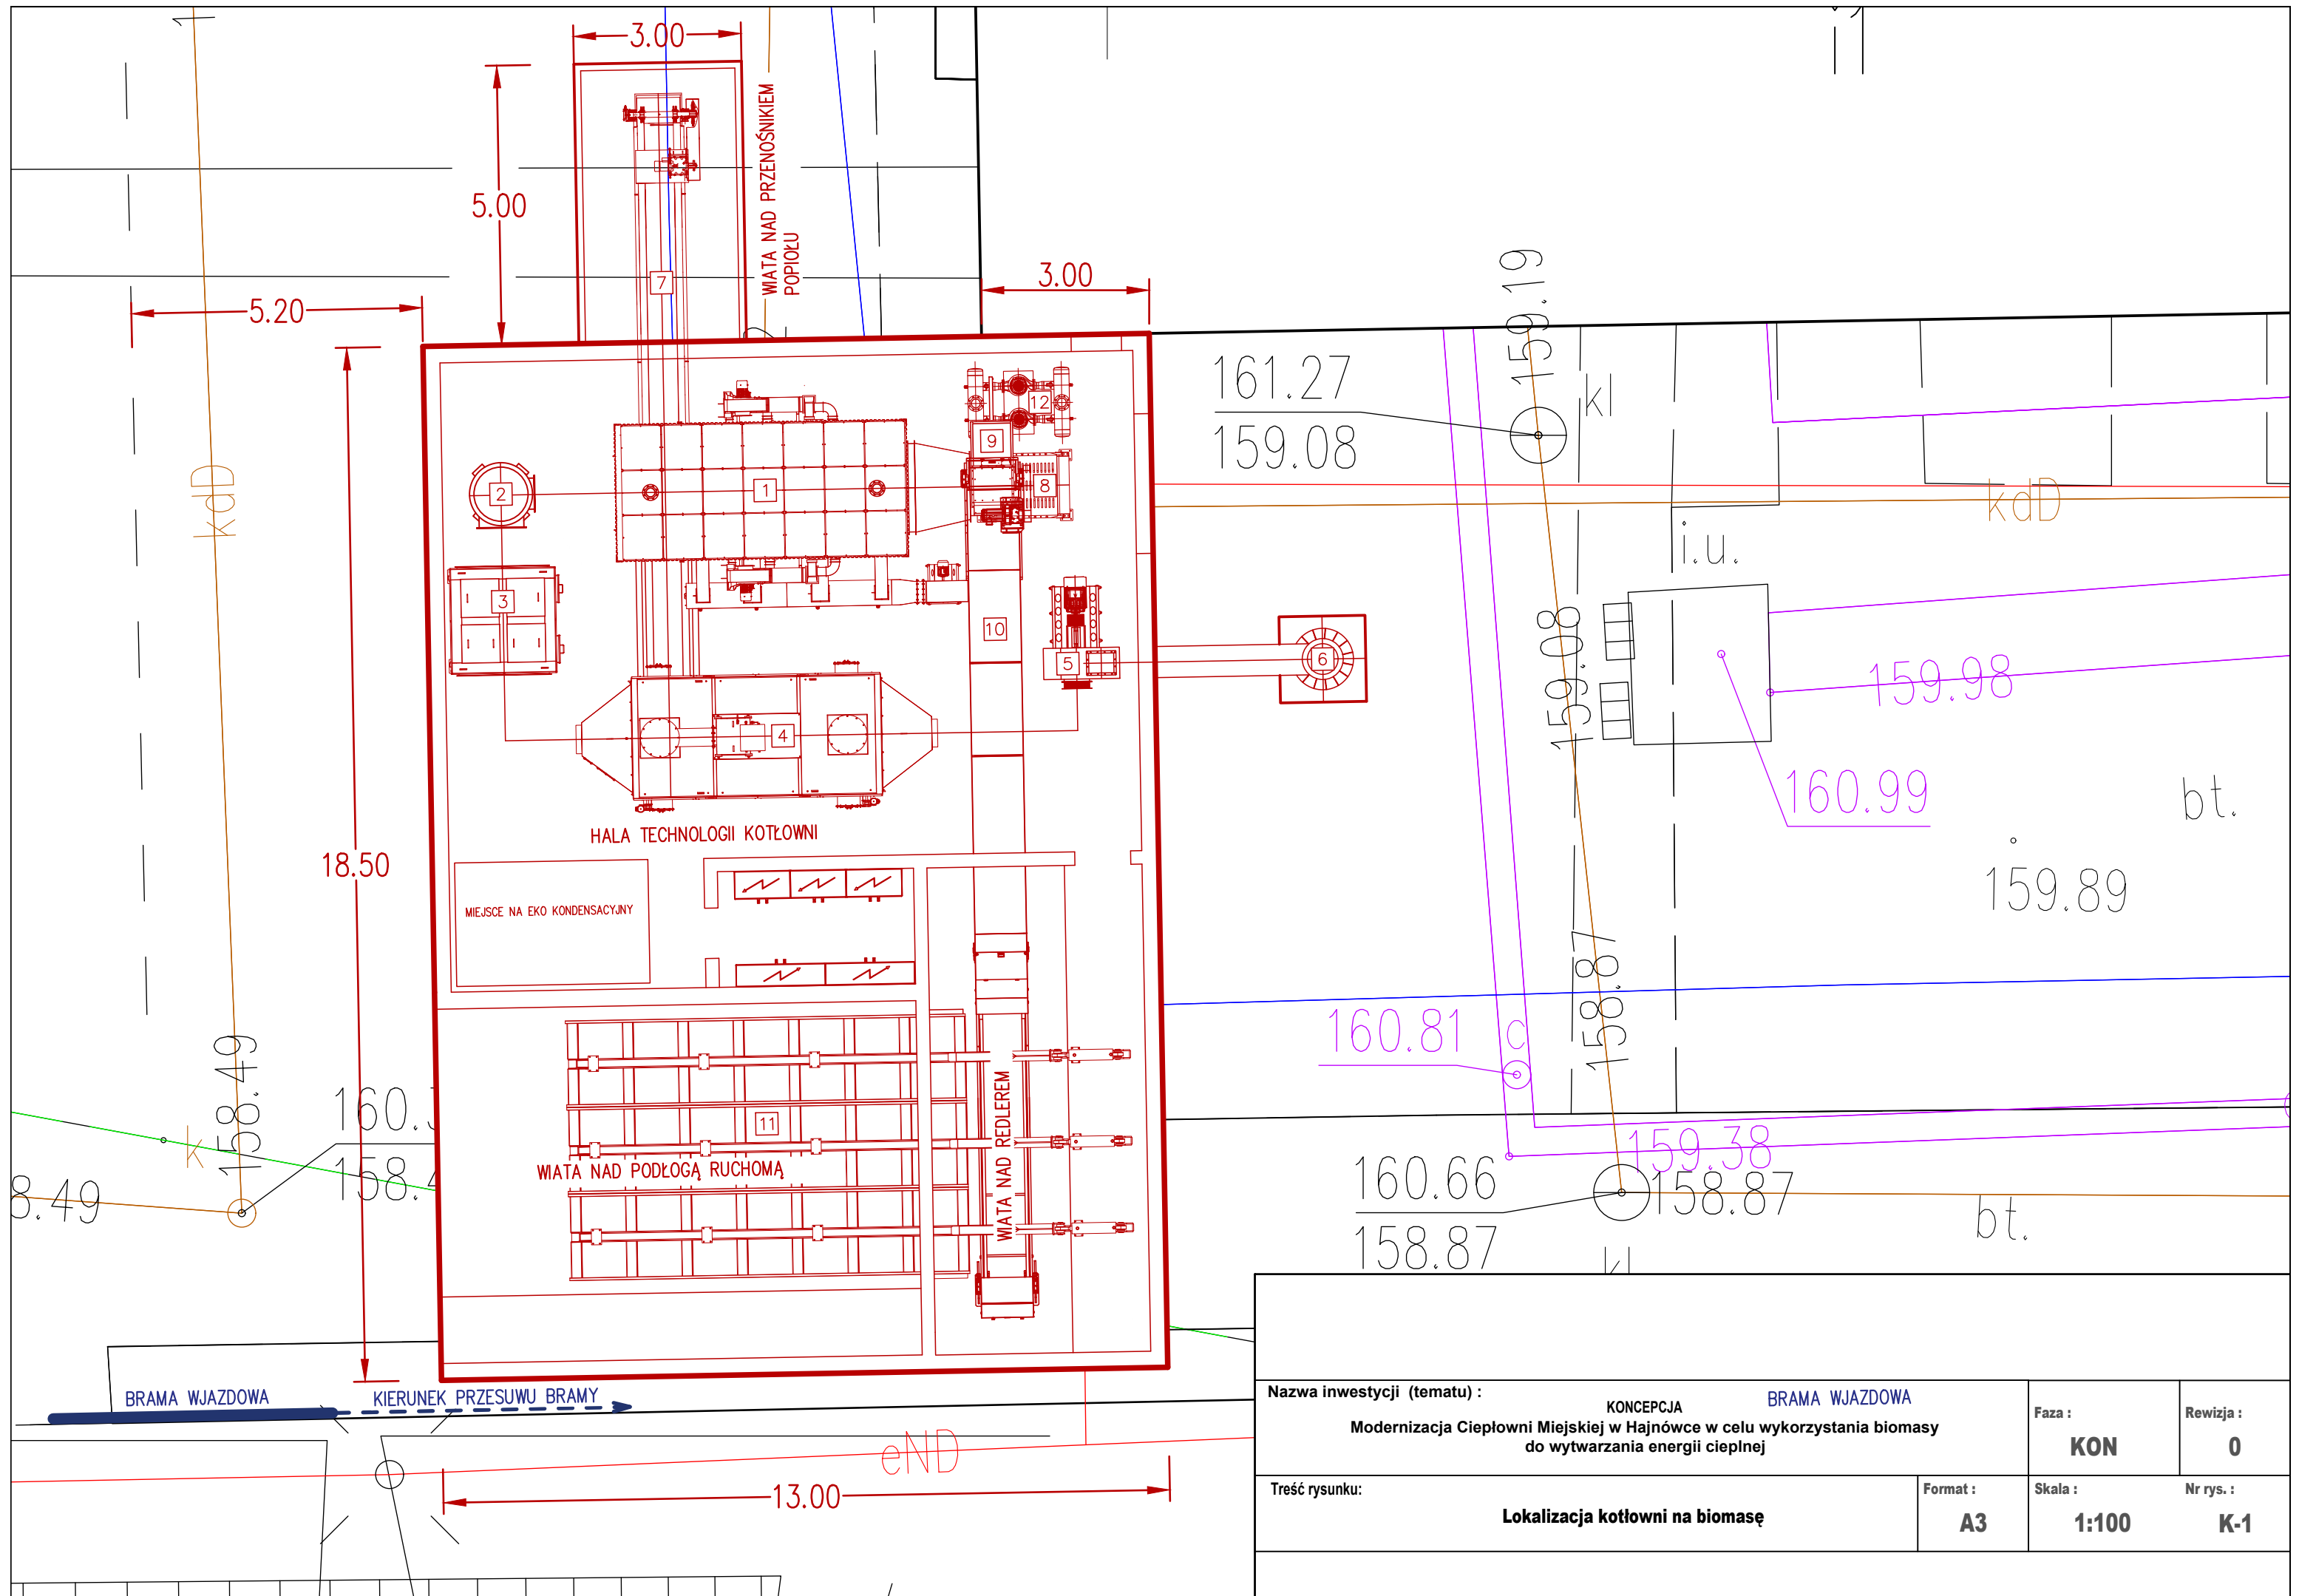 3.00
WIATA NAD PRZENOŚNIKIEM
POPIOŁU
5.00
7
3.00
5.20
159.19
161.27
159.08
kl
kdD
kdD
12
9
1
2
8
i.u.
3
10
5
6
4
159.08
159.98
160.99
bt.
HALA TECHNOLOGII KOTŁOWNI
18.50
159.89
MIEJSCE NA EKO KONDENSACYJNY
158.87
160.81
c
158.49
160.
158.
k
8.49
11
WIATA NAD PODŁOGĄ RUCHOMĄ
WIATA NAD REDLEREM
159.38
160.66
158.87
158.87
bt.
kl
BRAMA WJAZDOWA
KIERUNEK PRZESUWU BRAMY
eND
13.00
Nazwa inwestycji (tematu) :
KONCEPCJA
BRAMA WJAZDOWA
Modernizacja Ciepłowni Miejskiej w Hajnówce w celu wykorzystania biomasy
do wytwarzania energii cieplnej
Faza :
KON
Rewizja :
0
Treść rysunku:
Lokalizacja kotłowni na biomasę
Format :
A3
Skala :
1:100
Nr rys. :
K-1